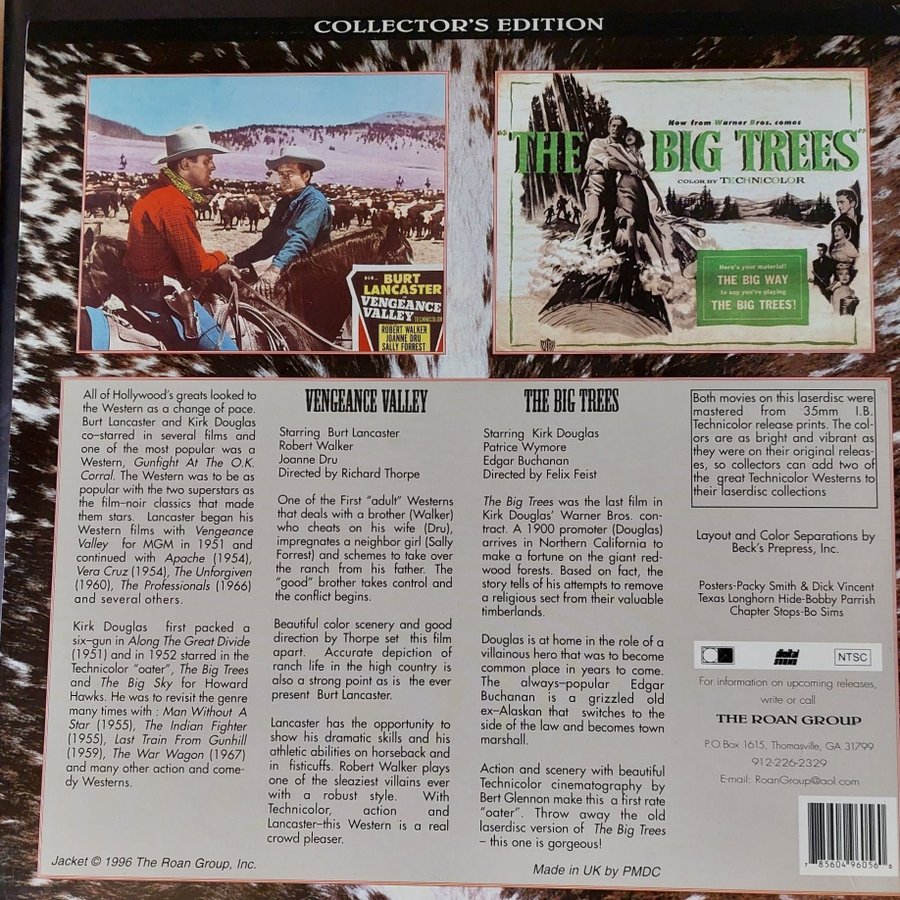 COLLECTOR'S EDITION
BURT
LANCASTER
VENGEANCE
VALLEY
TECHNICOLOR
ROBERT WALKER
JOANNE DRU
SALLY FORREST
Now from Warner Bros. comes
"THE BIG TREES"
COLOR BY TECHNICOLOR
Here's your material!
THE BIG WAY
to say you're playing
THE BIG TREES!
All of Hollywood's greats looked to
the Western as a change of pace.
Burt Lancaster and Kirk Douglas
co–starred in several films and
one of the most popular was a
Western, Gunfight At The O.K.
Corral. The Western was to be as
popular with the two superstars as
the film–noir classics that made
them stars. Lancaster began his
Western films with Vengeance
Valley for MGM in 1951 and
continued with Apache (1954),
Vera Cruz (1954), The Unforgiven
(1960), The Professionals (1966)
and several others.
Kirk Douglas first packed a
six–gun in Along The Great Divide
(1951) and in 1952 starred in the
Technicolor "oater", The Big Trees
and The Big Sky for Howard
Hawks. He was to revisit the genre
many times with : Man Without A
Star (1955), The Indian Fighter
(1955), Last Train From Gunhill
(1959), The War Wagon (1967)
and many other action and come-
dy Westerns.
Jacket © 1996 The Roan Group, Inc.
VENGEANCE VALLEY
Starring Burt Lancaster
Robert Walker
Joanne Dru
Directed by Richard Thorpe
One of the First "adult" Westerns
that deals with a brother (Walker)
who cheats on his wife (Dru),
impregnates a neighbor girl (Sally
Forrest) and schemes to take over
the ranch from his father. The
"good" brother takes control and
the conflict begins.
Beautiful color scenery and good
direction by Thorpe set this film
apart. Accurate depiction of
ranch life in the high country is
also a strong point as is the ever
present Burt Lancaster.
Lancaster has the opportunity to
show his dramatic skills and his
athletic abilities on horseback and
in fisticuffs. Robert Walker plays
one of the sleaziest villains ever
with a robust style. With
Technicolor, action and
Lancaster–this Western is a real
crowd pleaser.
THE BIG TREES
Starring Kirk Douglas
Patrice Wymore
Edgar Buchanan
Directed by Felix Feist
The Big Trees was the last film in
Kirk Douglas' Warner Bros. con-
tract. A 1900 promoter (Douglas)
arrives in Northern California to
make a fortune on the giant red-
wood forests. Based on fact, the
story tells of his attempts to remove
a religious sect from their valuable
timberlands.
Douglas is at home in the role of a
villainous hero that was to become
common place in years to come.
The always–popular Edgar
Buchanan is a grizzled old
ex–Alaskan that switches to the
side of the law and becomes town
marshall.
Action and scenery with beautiful
Technicolor cinematography by
Bert Glennon make this a first rate
"oater". Throw away the old
laserdisc version of The Big Trees
– this one is gorgeous!
Made in UK by PMDC
Both movies on this laserdisc were
mastered from 35mm I.B.
Technicolor release prints. The col-
ors are as bright and vibrant as
they were on their original releas-
es, so collectors can add two of
the great Technicolor Westerns to
their laserdisc collections
Layout and Color Separations by
Beck's Prepress, Inc.
Posters-Packy Smith & Dick Vincent
Texas Longhorn Hide-Bobby Parrish
Chapter Stops-Bo Sims
digital
SOUND
NTSC
For information on upcoming releases,
write or call
THE ROAN GROUP
P.O.Box 1615, Thomasville, GA 31799
912-226-2329
E-mail: RoanGroup@aol.com
7 85604 96056 0